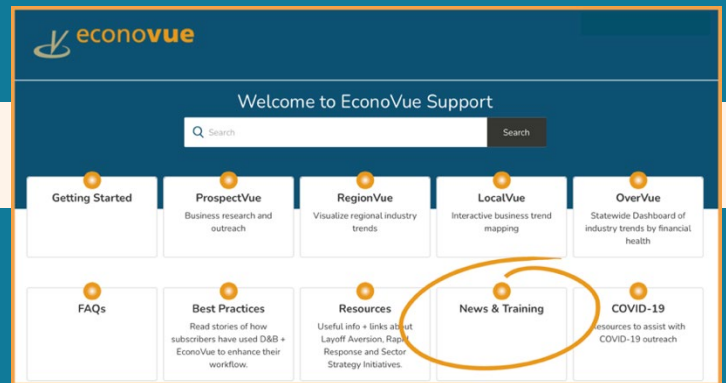 econovue
Welcome to EconoVue Support
Search
Search
Getting Started
ProspectVue
Business research and
outreach
RegionVue
Visualize regional industry
trends
LocalVue
Interactive business trend
mapping
OverVue
Statewide Dashboard of
industry trends by financial
health
FAQs
Best Practices
Read stories of how
subscribers have used D&B +
EconoVue to enhance their
workflow.
Resources
Useful info + links about
Layoff Aversion, Rapid
Response and Sector
Strategy Initiatives.
News & Training
COVID-19
Resources to assist with
COVID-19 outreach